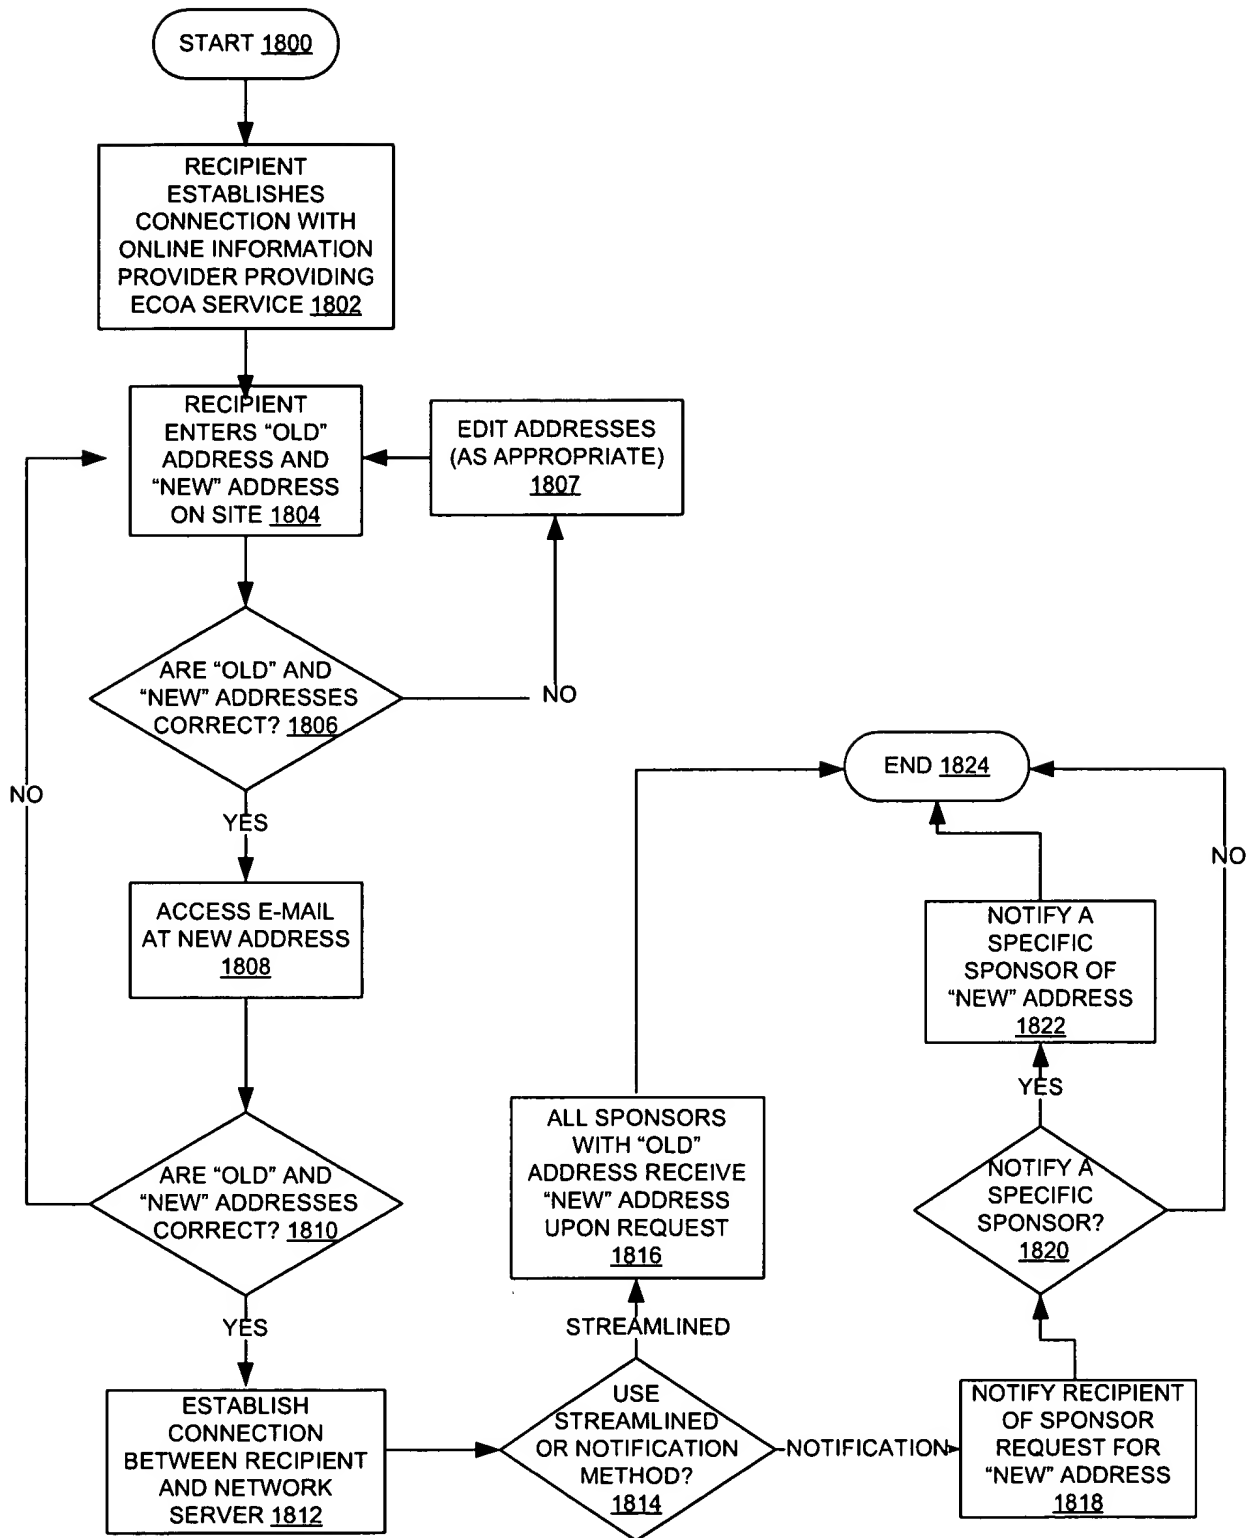 START 1800
RECIPIENT
ESTABLISHES
CONNECTION WITH
ONLINE INFORMATION
PROVIDER PROVIDING
ECOA SERVICE 1802
RECIPIENT
ENTERS “OLD”
ADDRESS AND
“NEW” ADDRESS
ON SITE 1804
EDIT ADDRESSES
(AS APPROPRIATE)
1807
ARE “OLD” AND
“NEW” ADDRESSES
CORRECT? 1806
NO
YES
NO
ACCESS E-MAIL
AT NEW ADDRESS
1808
ARE “OLD” AND
“NEW” ADDRESSES
CORRECT? 1810
YES
ESTABLISH
CONNECTION
BETWEEN RECIPIENT
AND NETWORK
SERVER 1812
USE
STREAMLINED
OR NOTIFICATION
METHOD?
1814
STREAMLINED
ALL SPONSORS
WITH “OLD”
ADDRESS RECEIVE
“NEW” ADDRESS
UPON REQUEST
1816
NOTIFICATION
NOTIFY RECIPIENT
OF SPONSOR
REQUEST FOR
“NEW” ADDRESS
1818
NOTIFY A
SPECIFIC
SPONSOR?
1820
YES
NO
NOTIFY A
SPECIFIC
SPONSOR OF
“NEW” ADDRESS
1822
END 1824